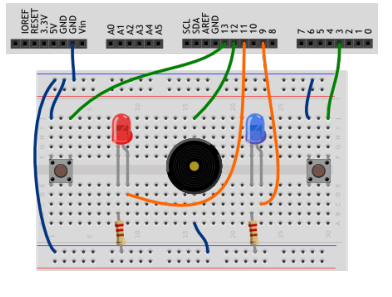 IOREF
RESET
3.3V
5V
GND
GND
Vin
A0
A1
A2
A3
A4
A5
SCL
SDA
AREF
GND
13
12
11
10
9
8
7
6
5
4
3
2
1
0